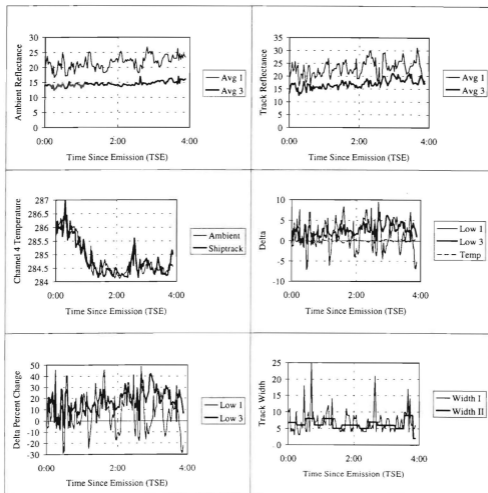 30
25
20
15
10
5
0
Ambient Reflectance
0:00 2:00 4:00
Time Since Emission (TSE)
Avg 1
Avg 3
35
30
25
20
15
10
5
0
Track Reflectance
0:00 2:00 4:00
Time Since Emission (TSE)
Avg 1
Avg 3
287
286.5
286
285.5
285
284.5
284
Channel 4 Temperature
0:00 2:00 4:00
Time Since Emission (TSE)
Ambient
Shiptrack
10
5
0
-5
-10
Delta
0:00 2:00 4:00
Time Since Emission (TSE)
Low 1
Low 3
Temp
50
40
30
20
10
0
-10
-20
-30
Delta Percent Change
0:00 2:00 4:00
Time Since Emission (TSE)
Low 1
Low 3
25
20
15
10
5
0
Track Width
0:00 2:00 4:00
Time Since Emission (TSE)
Width I
Width II